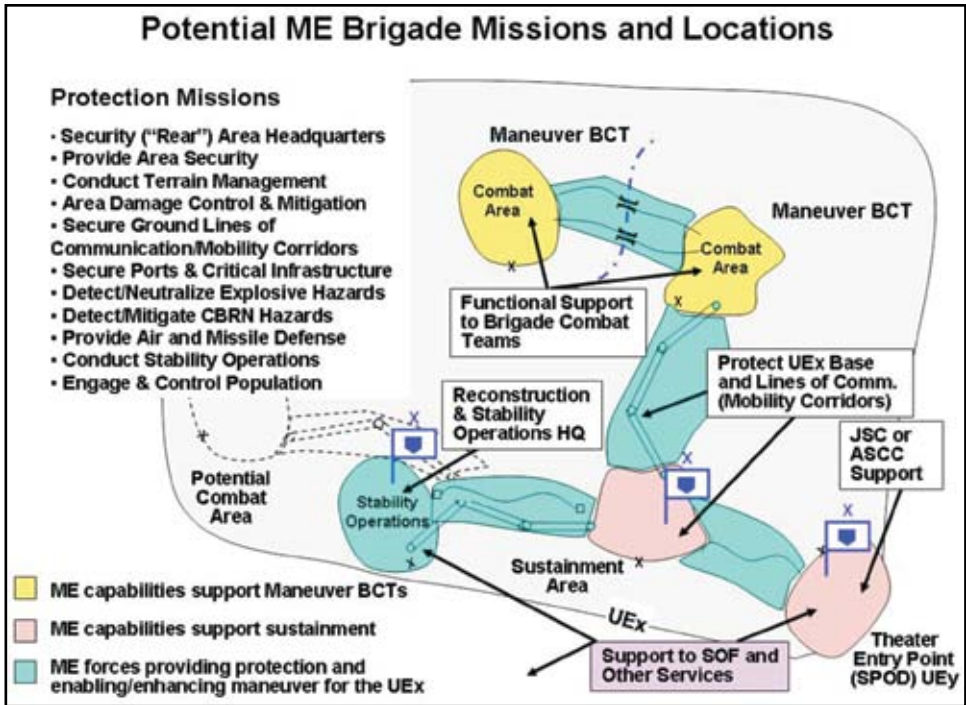 Potential ME Brigade Missions and Locations
Protection Missions
• Security ("Rear") Area Headquarters
• Provide Area Security
• Conduct Terrain Management
• Area Damage Control & Mitigation
• Secure Ground Lines of
Communication/Mobility Corridors
• Secure Ports & Critical Infrastructure
• Detect/Neutralize Explosive Hazards
• Detect/Mitigate CBRN Hazards
• Provide Air and Missile Defense
• Conduct Stability Operations
• Engage & Control Population
Maneuver BCT
Combat
Area
X
Maneuver BCT
Combat
Area
X
Functional Support
to Brigade Combat
Teams
Protect UEx Base
and Lines of Comm.
(Mobility Corridors)
Reconstruction
& Stability
Operations HQ
JSC or
ASCC
Support
X
X
Potential
Combat
Area
Stability
Operations
X
X
X
Sustainment
Area
X
X
UEx
Support to SOF and
Other Services
Theater
Entry Point
(SPOD) UEy
ME capabilities support Maneuver BCTs
ME capabilities support sustainment
ME forces providing protection and
enabling/enhancing maneuver for the UEx